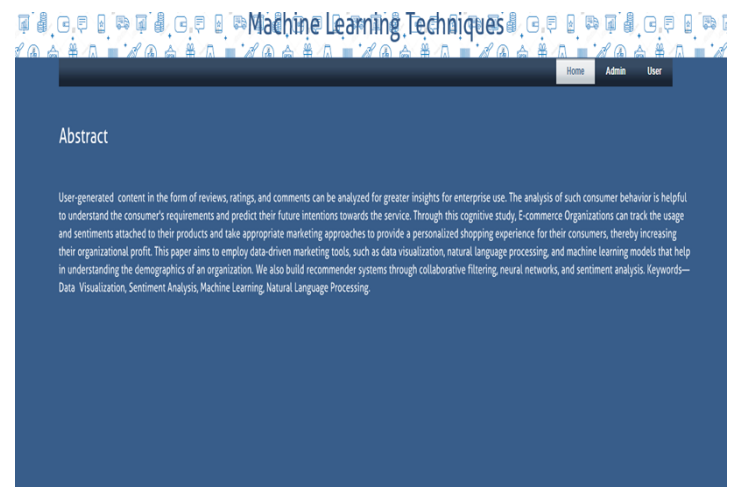 Machine Learning Techniques
Home Admin User
Abstract
User-generated content in the form of reviews, ratings, and comments can be analyzed for greater insights for enterprise use. The analysis of such consumer behavior is helpful
to understand the consumer's requirements and predict their future intentions towards the service. Through this cognitive study, E-commerce Organizations can track the usage
and sentiments attached to their products and take appropriate marketing approaches to provide a personalized shopping experience for their consumers, thereby increasing
their organizational profit. This paper aims to employ data-driven marketing tools, such as data visualization, natural language processing, and machine learning models that help
in understanding the demographics of an organization. We also build recommender systems through collaborative filtering, neural networks, and sentiment analysis. Keywords—
Data Visualization, Sentiment Analysis, Machine Learning, Natural Language Processing.